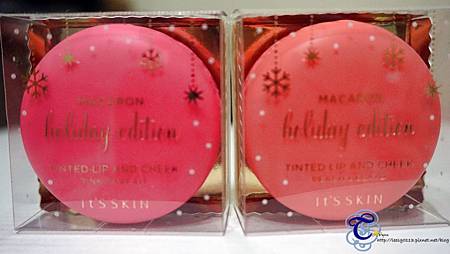 MACARON
holiday edition
TINTED LIP AND CHEEK
It's SKIN
MACARON
holiday edition
TINTED LIP AND CHEEK
It's SKIN